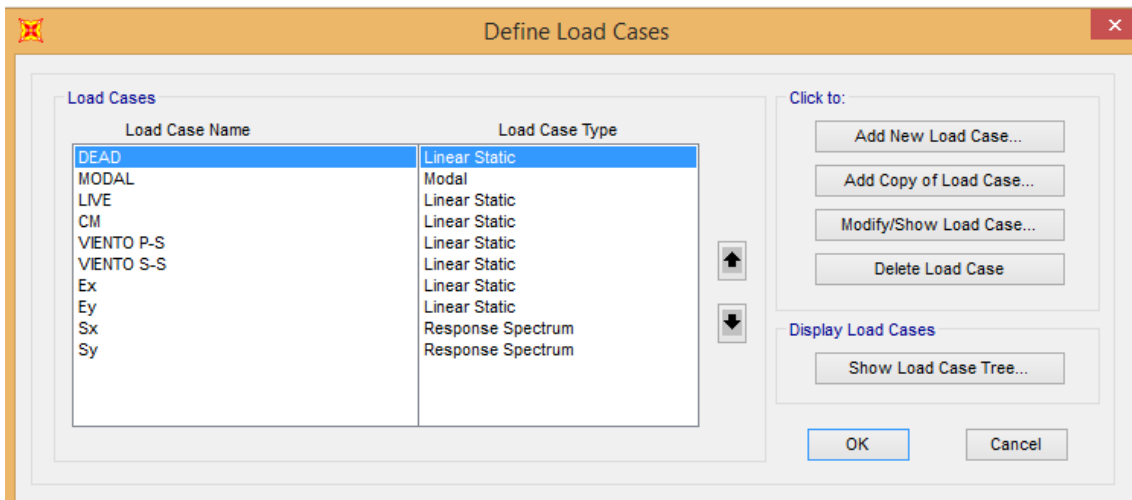 Define Load Cases
Load Cases
Load Case Name Load Case Type
DEAD Linear Static
MODAL Modal
LIVE Linear Static
CM Linear Static
VIENTO P-S Linear Static
VIENTO S-S Linear Static
Ex Linear Static
Ey Linear Static
Sx Response Spectrum
Sy Response Spectrum
Click to:
Add New Load Case...
Add Copy of Load Case...
Modify/Show Load Case...
Delete Load Case
Display Load Cases
Show Load Case Tree...
OK Cancel